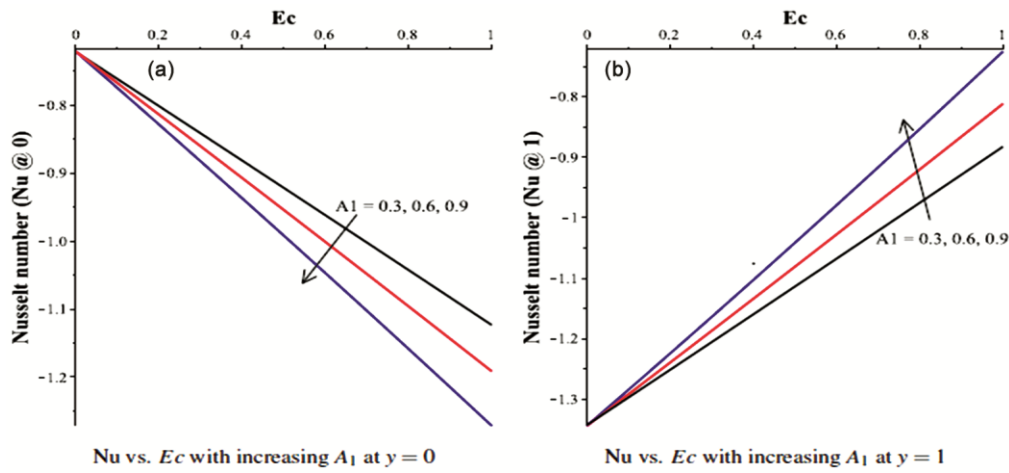 Ec
0 0.2 0.4 0.6 0.8 1
(a)
Nusselt number (Nu @ 0)
−0.8
−0.9
−1.0
−1.1
−1.2
A1 = 0.3, 0.6, 0.9
Nu vs. Ec with increasing A1 at y = 0
Ec
0 0.2 0.4 0.6 0.8 1
(b)
Nusselt number (Nu @ 1)
−0.8
−0.9
−1
−1.1
−1.2
−1.3
A1 = 0.3, 0.6, 0.9
Nu vs. Ec with increasing A1 at y = 1